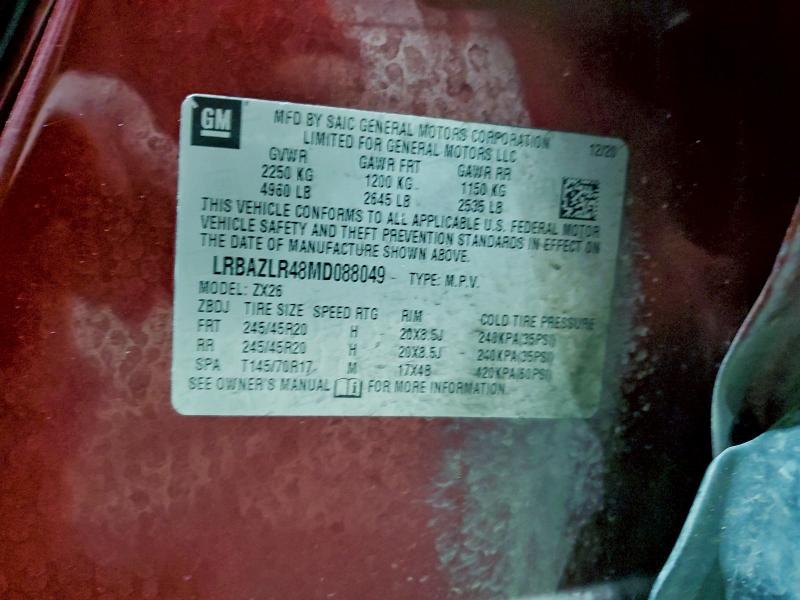 GM
MFD BY SAIC GENERAL MOTORS CORPORATION
LIMITED FOR GENERAL MOTORS LLC
12/20
GVWR GAWR FRT GAWR RR
2250 KG 1200 KG 1150 KG
4960 LB 2645 LB 2535 LB
THIS VEHICLE CONFORMS TO ALL APPLICABLE U.S. FEDERAL MOTOR
VEHICLE SAFETY AND THEFT PREVENTION STANDARDS IN EFFECT ON
THE DATE OF MANUFACTURE SHOWN ABOVE.
LRBAZLR48MD088049 TYPE: M.P.V.
MODEL: ZX26
ZBDJ TIRE SIZE SPEED RTG RIM COLD TIRE PRESSURE
FRT 245/45R20 H 20X8.5J 240KPA(35PSI)
RR 245/45R20 H 20X8.5J 240KPA(35PSI)
SPA T145/70R17 M 17X4B 420KPA(60PSI)
SEE OWNER'S MANUAL i FOR MORE INFORMATION.